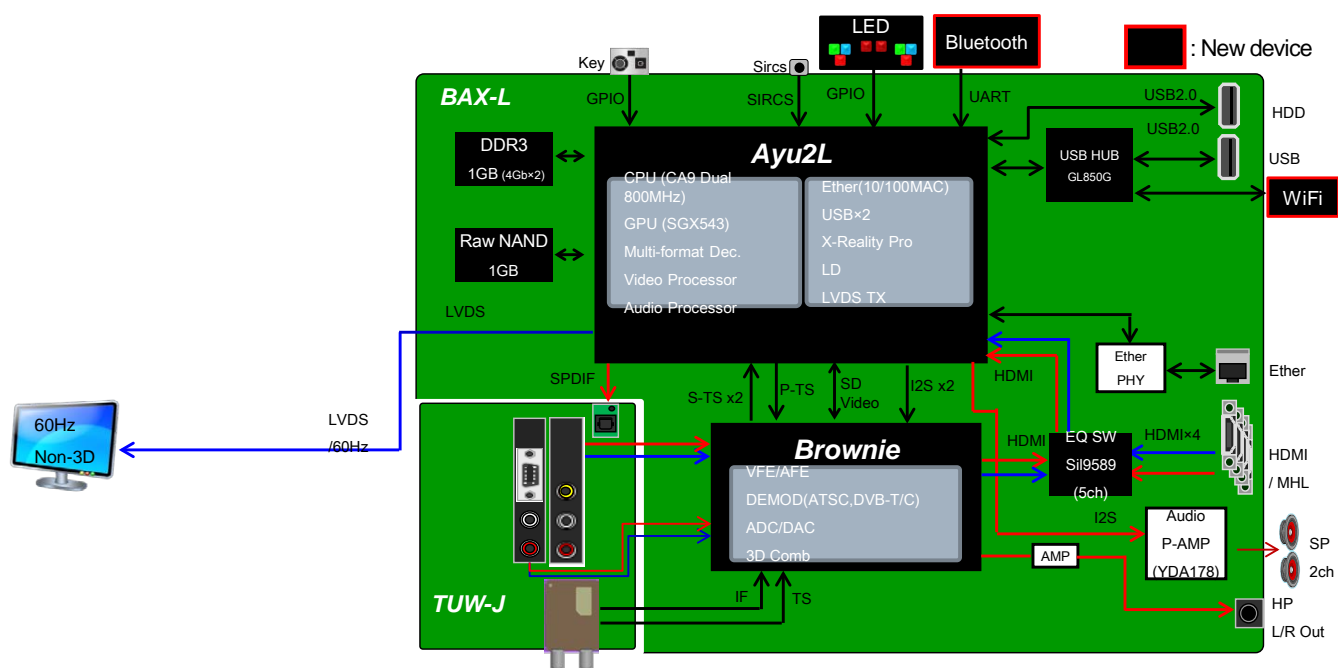 LED
Bluetooth
: New device
Key
Sircs
BAX-L
GPIO
SIRCS
GPIO
UART
USB2.0
HDD
USB2.0
DDR3
1GB (4Gb×2)
Ayu2L
USB HUB
GL850G
USB
CPU (CA9 Dual
800MHz)
GPU (SGX543)
Multi-format Dec.
Video Processor
Audio Processor
Ether(10/100MAC)
USB×2
X-Reality Pro
LD
LVDS TX
WiFi
Raw NAND
1GB
LVDS
Ether
PHY
Ether
SPDIF
S-TS x2
P-TS
SD
Video
I2S x2
HDMI
60Hz
Non-3D
LVDS
/60Hz
Brownie
HDMI
EQ SW
Sil9589
(5ch)
HDMI×4
HDMI
/ MHL
VFE/AFE
DEMOD(ATSC,DVB-T/C)
ADC/DAC
3D Comb
I2S
Audio
P-AMP
(YDA178)
SP
2ch
AMP
TUW-J
IF
TS
HP
L/R Out